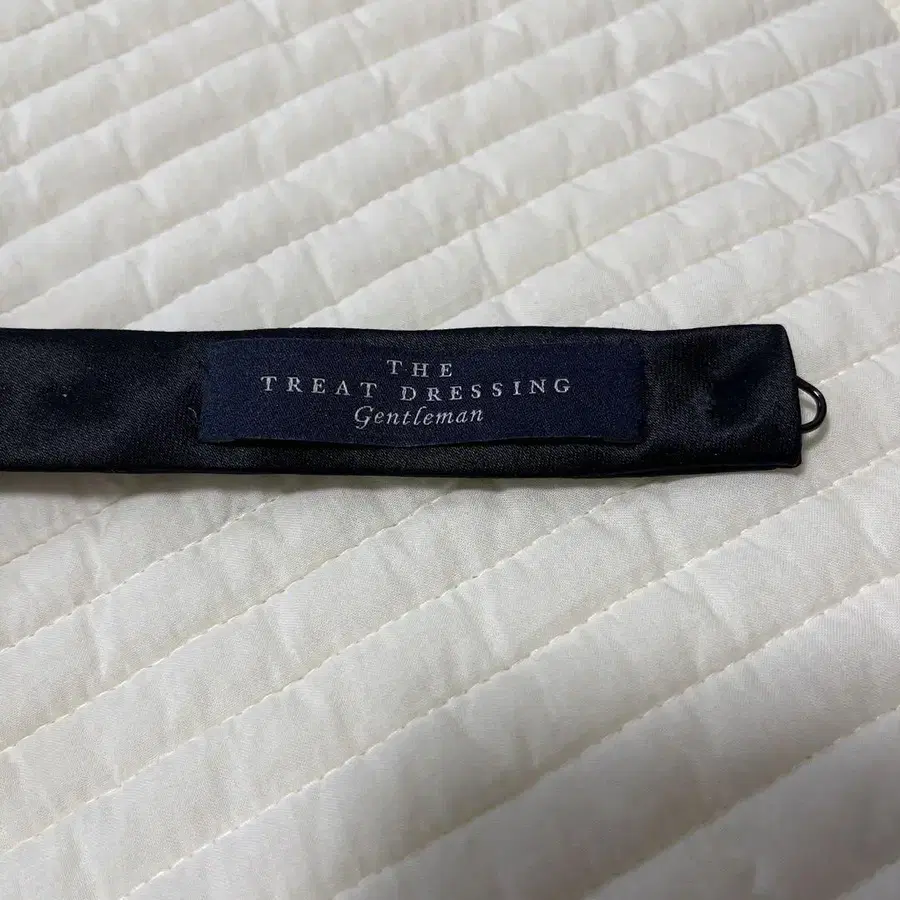 THE
TREAT DRESSING
Gentleman